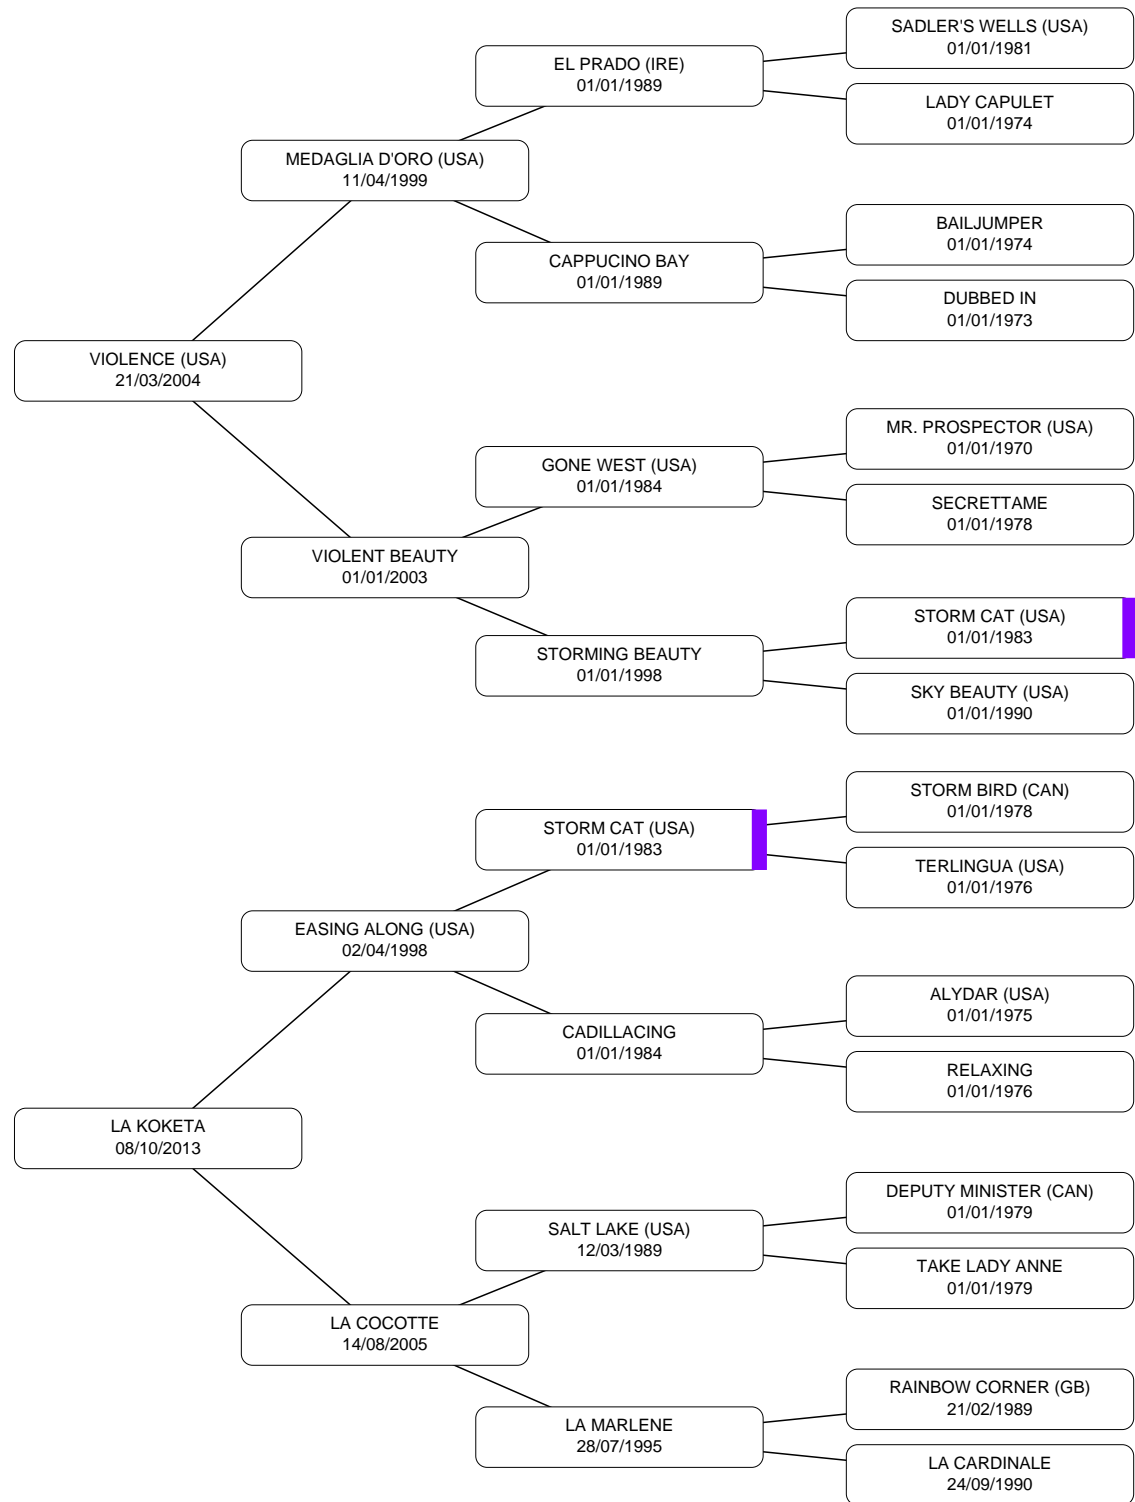 SADLER'S WELLS (USA)
01/01/1981
EL PRADO (IRE)
01/01/1989
LADY CAPULET
01/01/1974
MEDAGLIA D'ORO (USA)
11/04/1999
BAILJUMPER
01/01/1974
CAPPUCINO BAY
01/01/1989
DUBBED IN
01/01/1973
VIOLENCE (USA)
21/03/2004
MR. PROSPECTOR (USA)
01/01/1970
GONE WEST (USA)
01/01/1984
SECRETTAME
01/01/1978
VIOLENT BEAUTY
01/01/2003
STORM CAT (USA)
01/01/1983
STORMING BEAUTY
01/01/1998
SKY BEAUTY (USA)
01/01/1990
STORM BIRD (CAN)
01/01/1978
STORM CAT (USA)
01/01/1983
TERLINGUA (USA)
01/01/1976
EASING ALONG (USA)
02/04/1998
ALYDAR (USA)
01/01/1975
CADILLACING
01/01/1984
RELAXING
01/01/1976
LA KOKETA
08/10/2013
DEPUTY MINISTER (CAN)
01/01/1979
SALT LAKE (USA)
12/03/1989
TAKE LADY ANNE
01/01/1979
LA COCOTTE
14/08/2005
RAINBOW CORNER (GB)
21/02/1989
LA MARLENE
28/07/1995
LA CARDINALE
24/09/1990